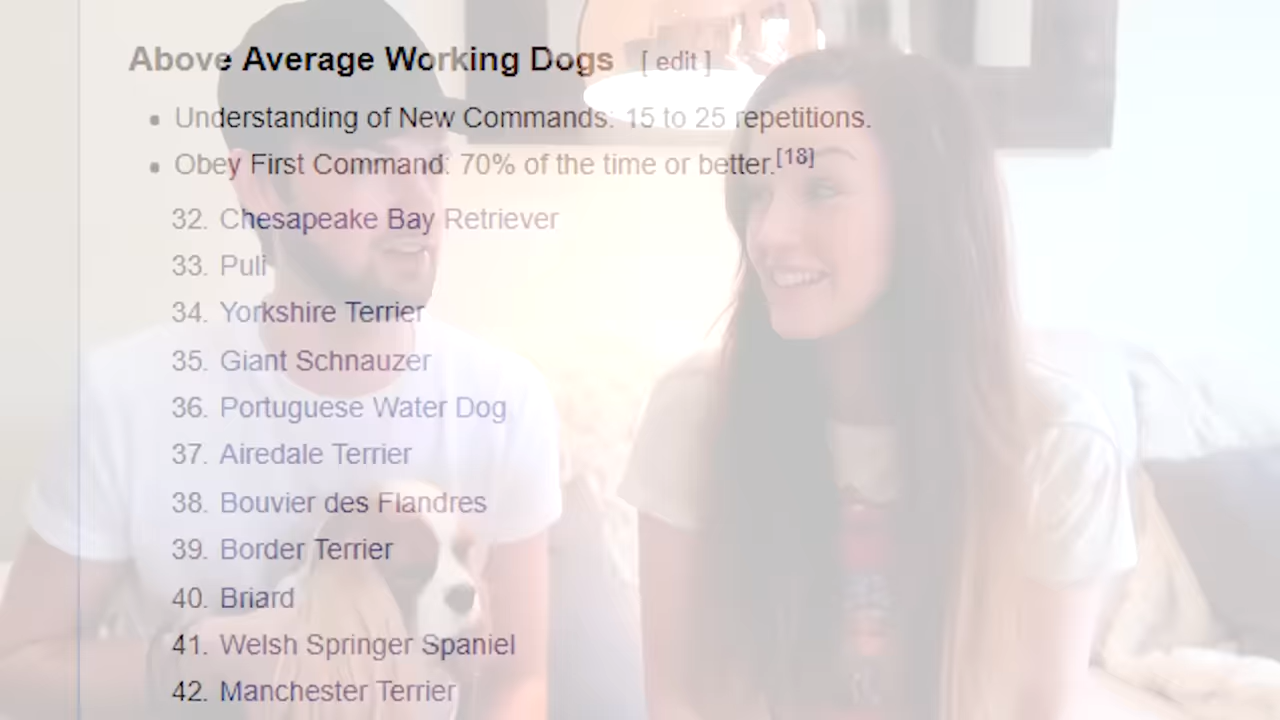 Above Average Working Dogs [ edit ]
• Understanding of New Commands: 15 to 25 repetitions.
• Obey First Command: 70% of the time or better.[18]
32. Chesapeake Bay Retriever
33. Puli
34. Yorkshire Terrier
35. Giant Schnauzer
36. Portuguese Water Dog
37. Airedale Terrier
38. Bouvier des Flandres
39. Border Terrier
40. Briard
41. Welsh Springer Spaniel
42. Manchester Terrier